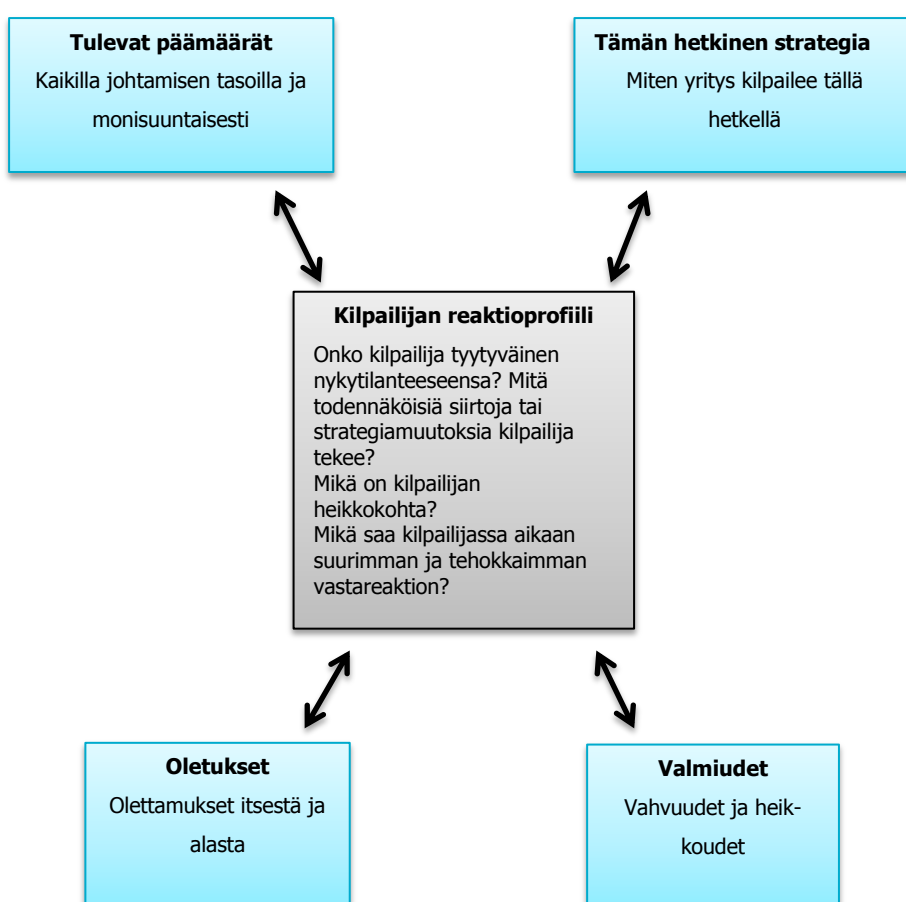 Tulevat päämäärät
Kaikilla johtamisen tasoilla ja
monisuuntaisesti
Tämän hetkinen strategia
Miten yritys kilpailee tällä
hetkellä
Kilpailijan reaktioprofiili
Onko kilpailija tyytyväinen
nykytilanteeseensa? Mitä
todennäköisiä siirtoja tai
strategiamuutoksia kilpailija
tekee?
Mikä on kilpailijan
heikkokohta?
Mikä saa kilpailijassa aikaan
suurimman ja tehokkaimman
vastareaktion?
Oletukset
Olettamukset itsestä ja
alasta
Valmiudet
Vahvuudet ja heik-
koudet